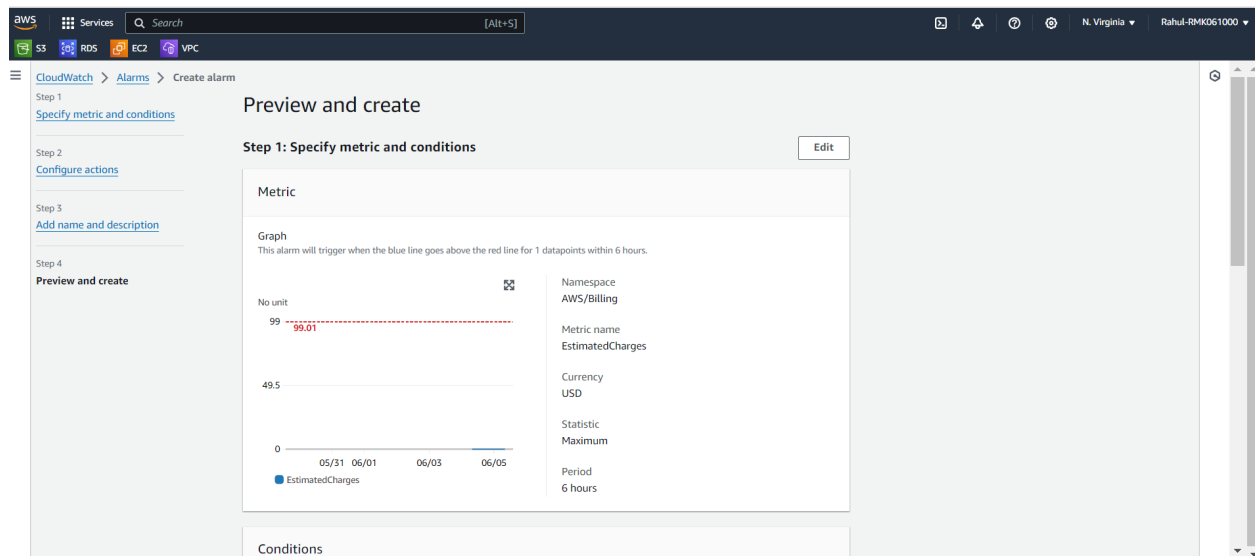 aws
Services
Search
[Alt+S]
N. Virginia
Rahul-RMK061000
S3
RDS
EC2
VPC
CloudWatch > Alarms > Create alarm
Step 1
Specify metric and conditions
Step 2
Configure actions
Step 3
Add name and description
Step 4
Preview and create
Preview and create
Step 1: Specify metric and conditions
Edit
Metric
Graph
This alarm will trigger when the blue line goes above the red line for 1 datapoints within 6 hours.
No unit
99
99.01
49.5
0
05/31 06/01 06/03 06/05
EstimatedCharges
Namespace
AWS/Billing
Metric name
EstimatedCharges
Currency
USD
Statistic
Maximum
Period
6 hours
Conditions